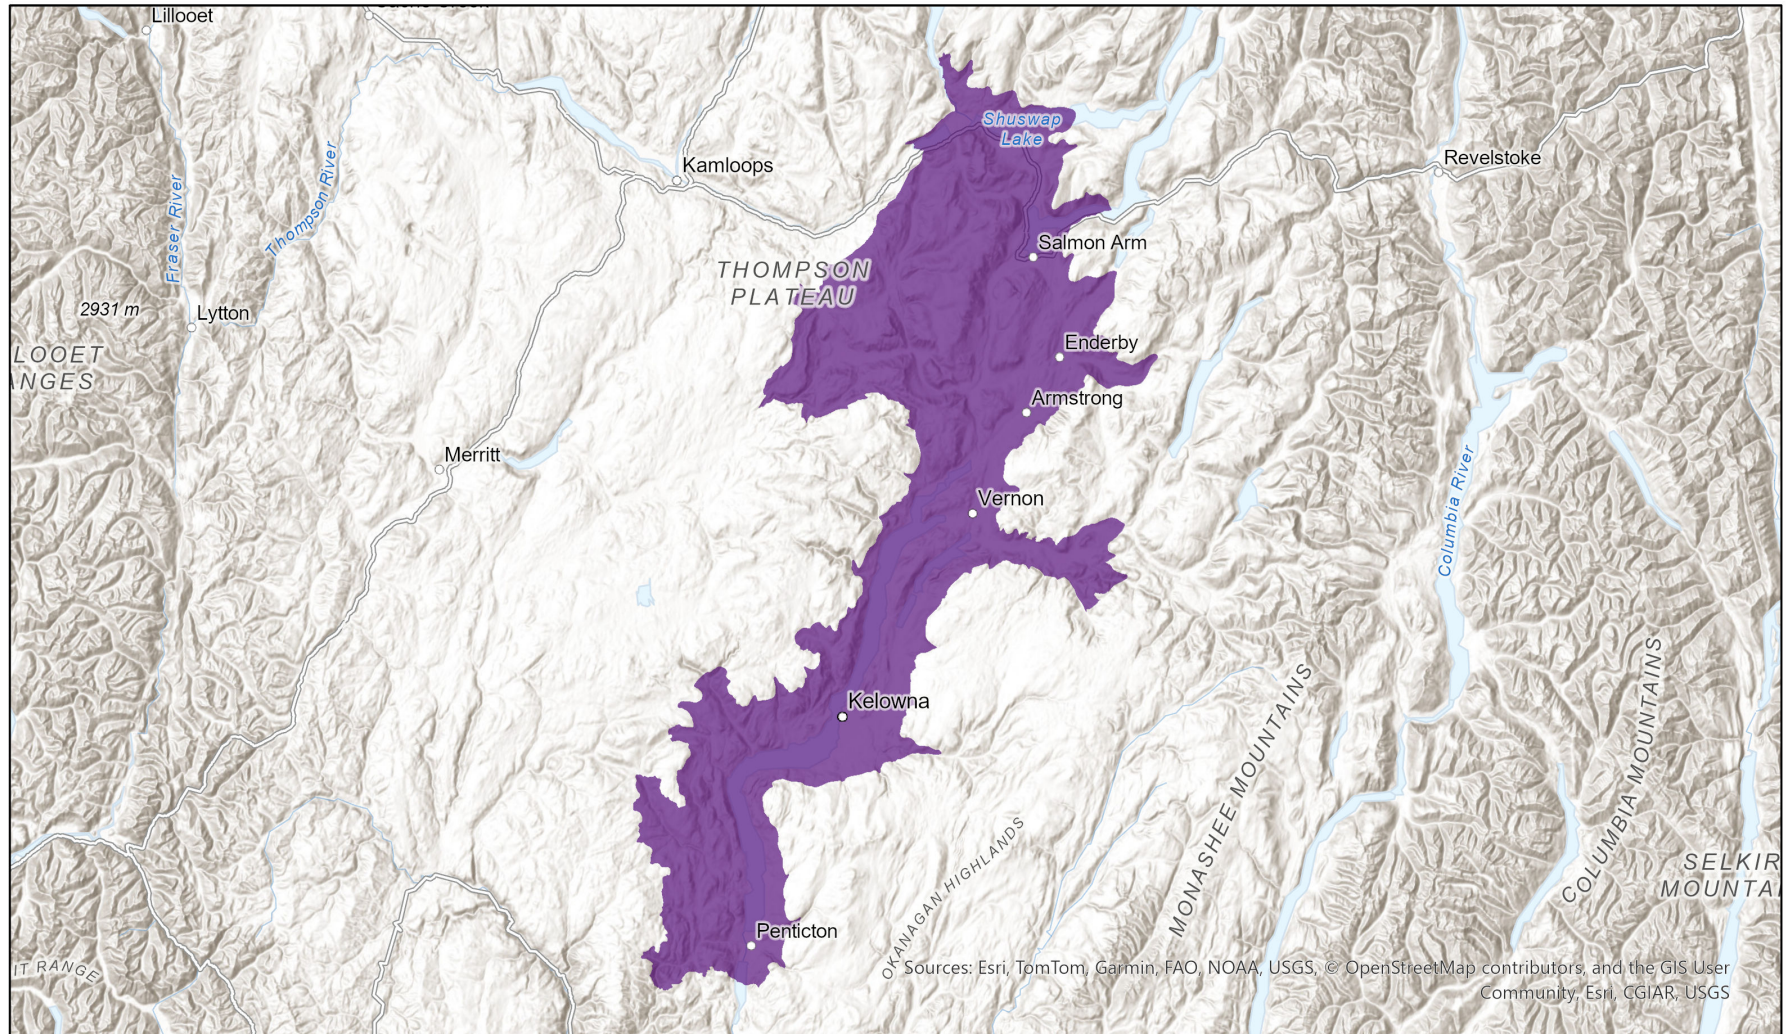 Lillooet
Shuswap
Lake
Revelstoke
Kamloops
Fraser River
Thompson River
Salmon Arm
THOMPSON
PLATEAU
2931 m
Lytton
LOOET
ANGES
Enderby
Armstrong
Merritt
Columbia River
Vernon
Kelowna
MONASHEE MOUNTAINS
COLUMBIA MOUNTAINS
SELKIR
MOUNTA
OKANAGAN HIGHLANDS
Penticton
IT RANGE
Sources: Esri, TomTom, Garmin, FAO, NOAA, USGS, © OpenStreetMap contributors, and the GIS User
Community, Esri, CGIAR, USGS